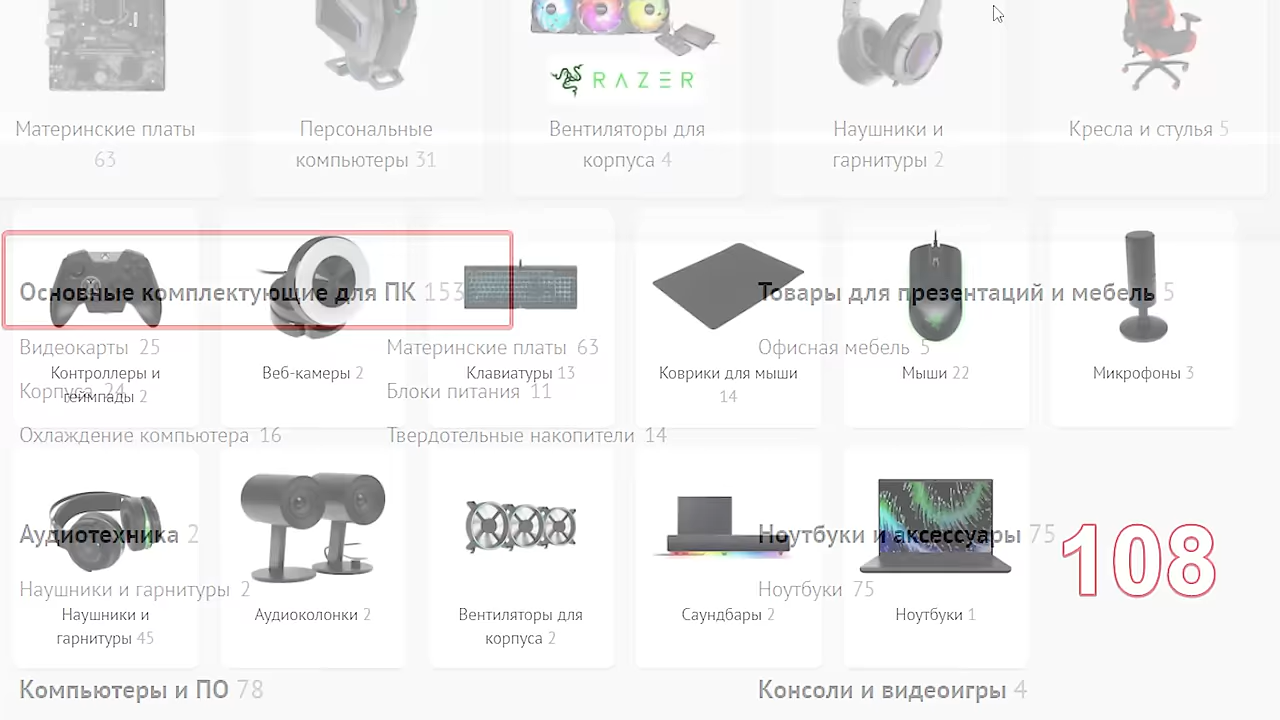 RAZER
Материнские платы
63
Персональные
компьютеры 31
Вентиляторы для
корпуса 4
Наушники и
гарнитуры 2
Кресла и стулья 5
Основные комплектующие для ПК 153
Товары для презентаций и мебель 5
Видеокарты 25
Материнские платы 63
Офисная мебель 5
Контроллеры и
геймпады 2
Веб-камеры 2
Клавиатуры 13
Коврики для мыши
14
Мыши 22
Микрофоны 3
Корпуса 24
Блоки питания 11
Охлаждение компьютера 16
Твердотельные накопители 14
Аудиотехника 2
Ноутбуки и аксессуары 75
108
Наушники и гарнитуры 2
Ноутбуки 75
Наушники и
гарнитуры 45
Аудиоколонки 2
Вентиляторы для
корпуса 2
Саундбары 2
Ноутбуки 1
Компьютеры и ПО 78
Консоли и видеоигры 4